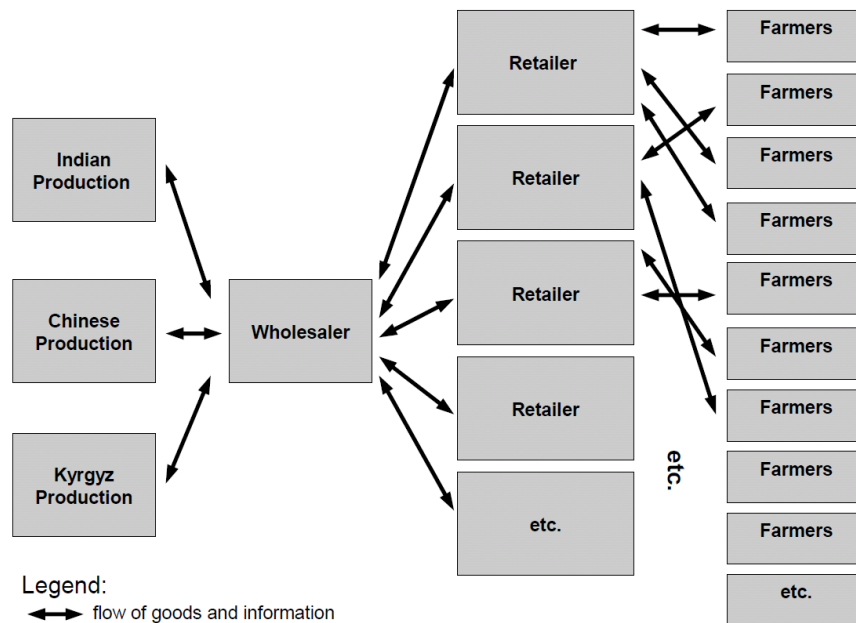 Indian
Production
Chinese
Production
Kyrgyz
Production
Wholesaler
Retailer
Retailer
Retailer
Retailer
etc.
etc.
Farmers
Farmers
Farmers
Farmers
Farmers
Farmers
Farmers
Farmers
Farmers
etc.
Legend:
flow of goods and information